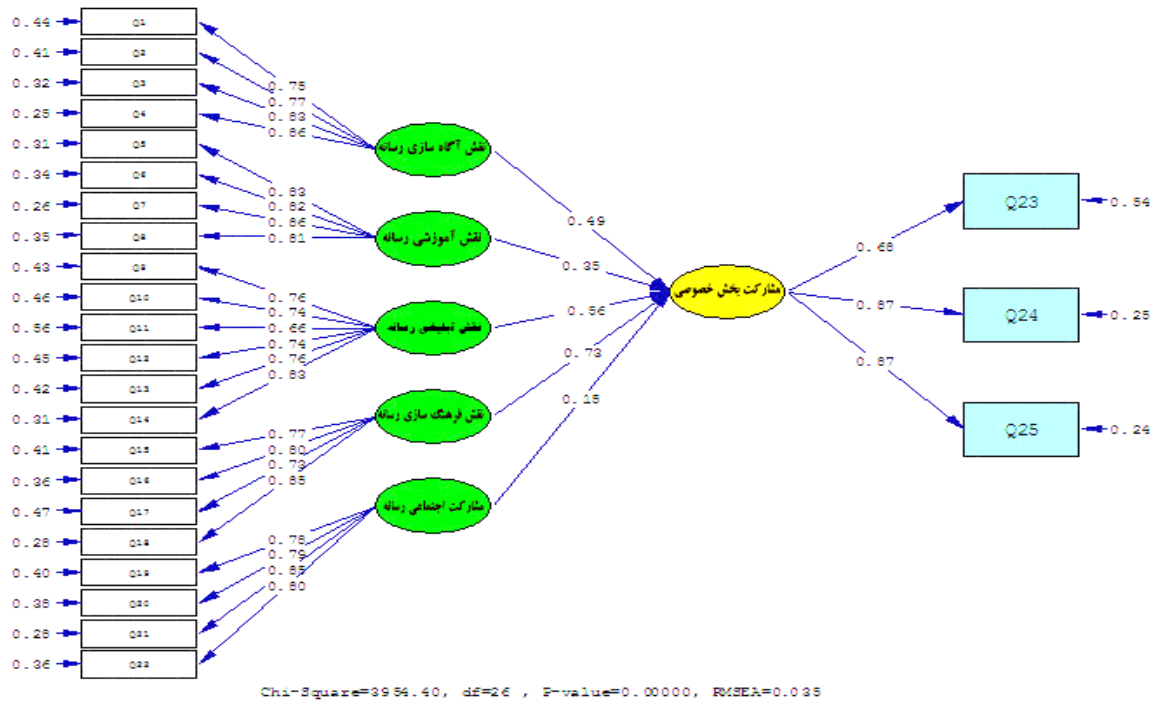 0.44 Q1
0.41 Q2
0.32 Q3
0.25 Q4
0.31 Q5
0.34 Q6
0.26 Q7
0.35 Q8
0.43 Q9
0.46 Q10
0.56 Q11
0.45 Q12
0.42 Q13
0.31 Q14
0.41 Q15
0.36 Q16
0.47 Q17
0.28 Q18
0.40 Q19
0.38 Q20
0.28 Q21
0.36 Q22
0.75
0.77
0.83
0.86
0.83
0.82
0.86
0.81
0.76
0.74
0.66
0.74
0.76
0.83
0.77
0.80
0.73
0.85
0.78
0.79
0.85
0.80
نقش آگاه سازی رسانه
نقش آموزشی رسانه
نقش تبلیغی رسانه
نقش فرهنگ سازی رسانه
مشارکت اجتماعی رسانه
0.49
0.35
0.56
0.73
0.15
مشارکت بخش خصوصی
0.68
0.87
0.87
Q23 0.54
Q24 0.25
Q25 0.24
Chi-Square=3954.40, df=26 , P-value=0.00000, RMSEA=0.035